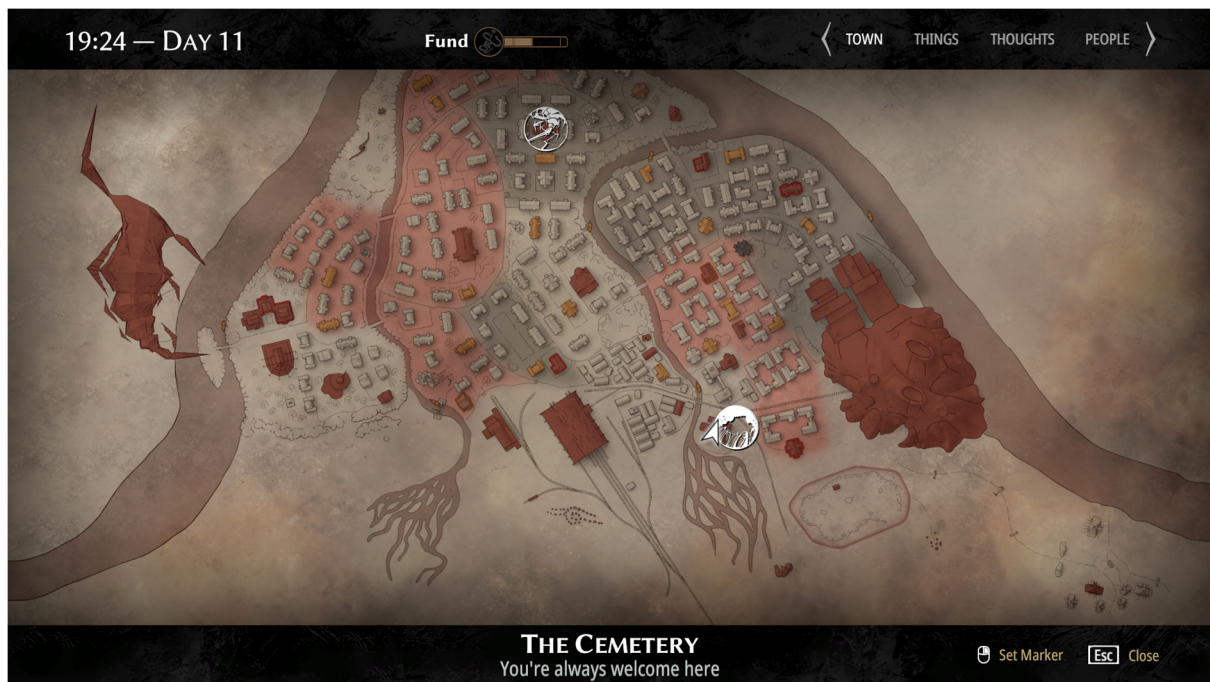 19:24 — DAY 11
Fund
TOWN THINGS THOUGHTS PEOPLE
THE CEMETERY
You're always welcome here
Set Marker Esc Close